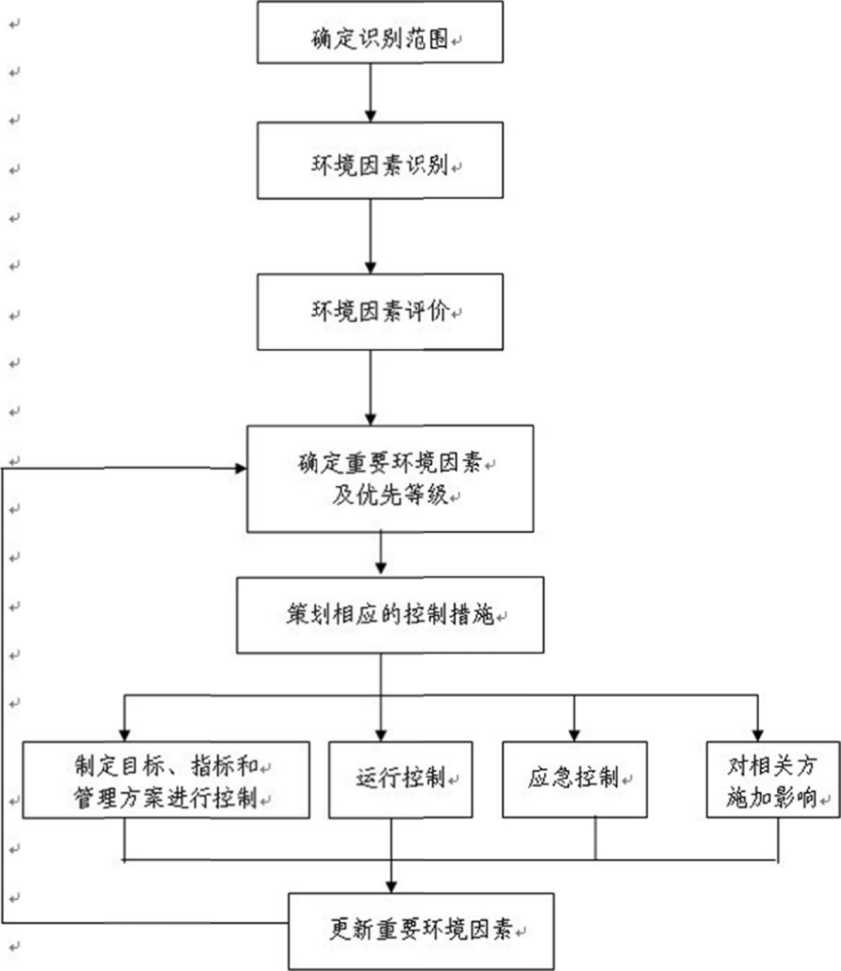 确定识别范围
环境因素识别
环境因素评价
确定重要环境因素
及优先等级
策划相应的控制措施
制定目标、指标和
管理方案进行控制
运行控制
应急控制
对相关方
施加影响
更新重要环境因素